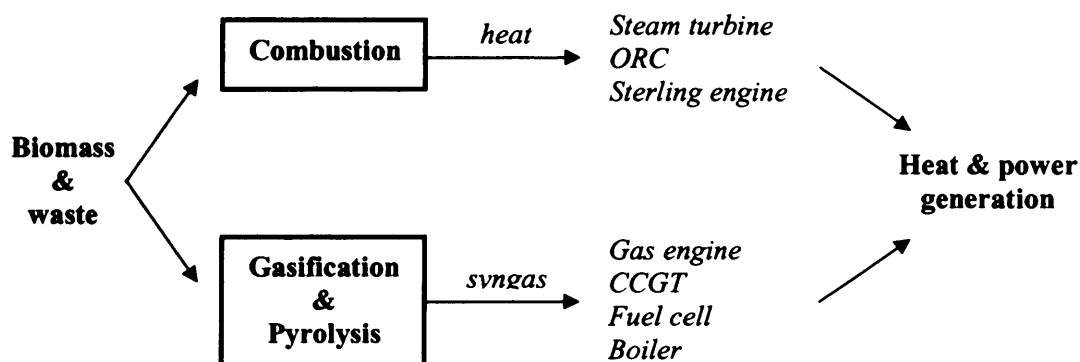 Biomass
&
waste
Combustion
heat
Steam turbine
ORC
Sterling engine
Gasification
&
Pyrolysis
syngas
Gas engine
CCGT
Fuel cell
Boiler
Heat & power
generation